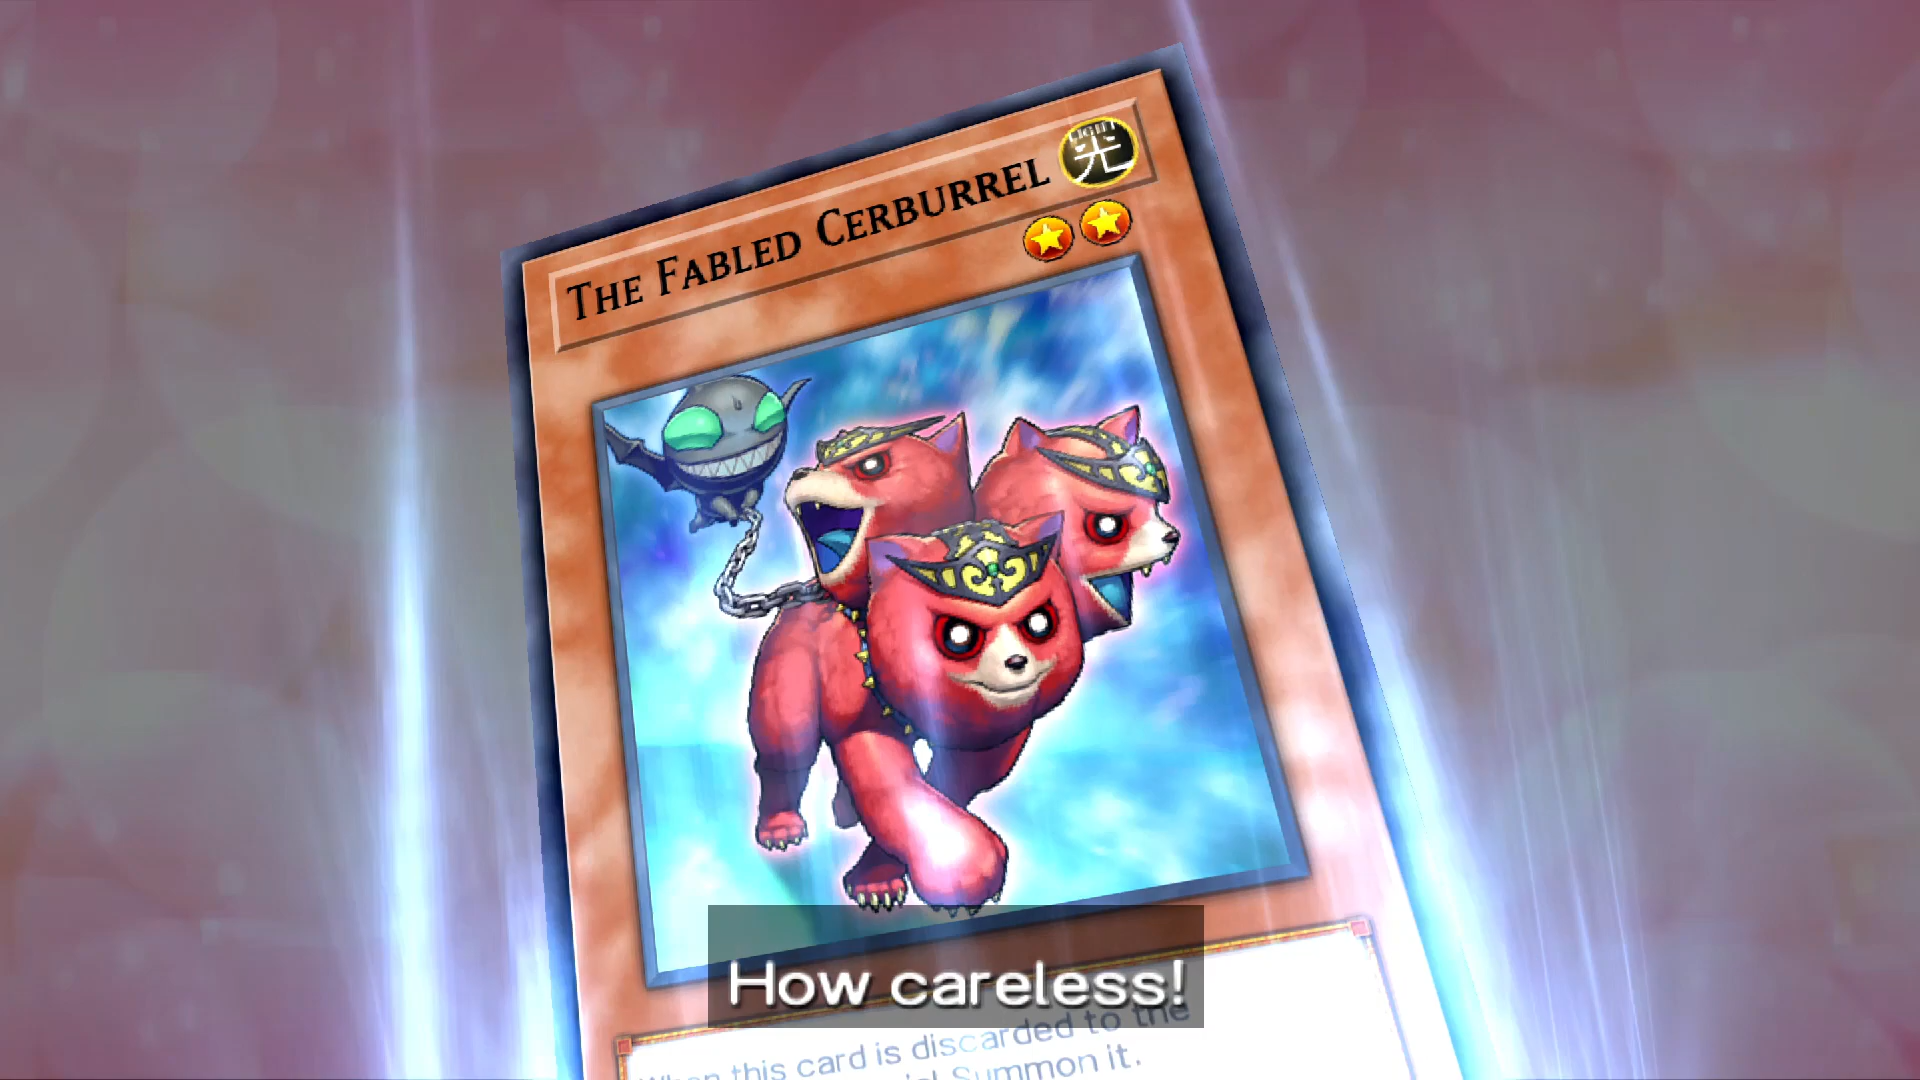 THE FABLED CERBURREL
LIGHT
光
How careless!
When this card is discarded to the
Summon it.